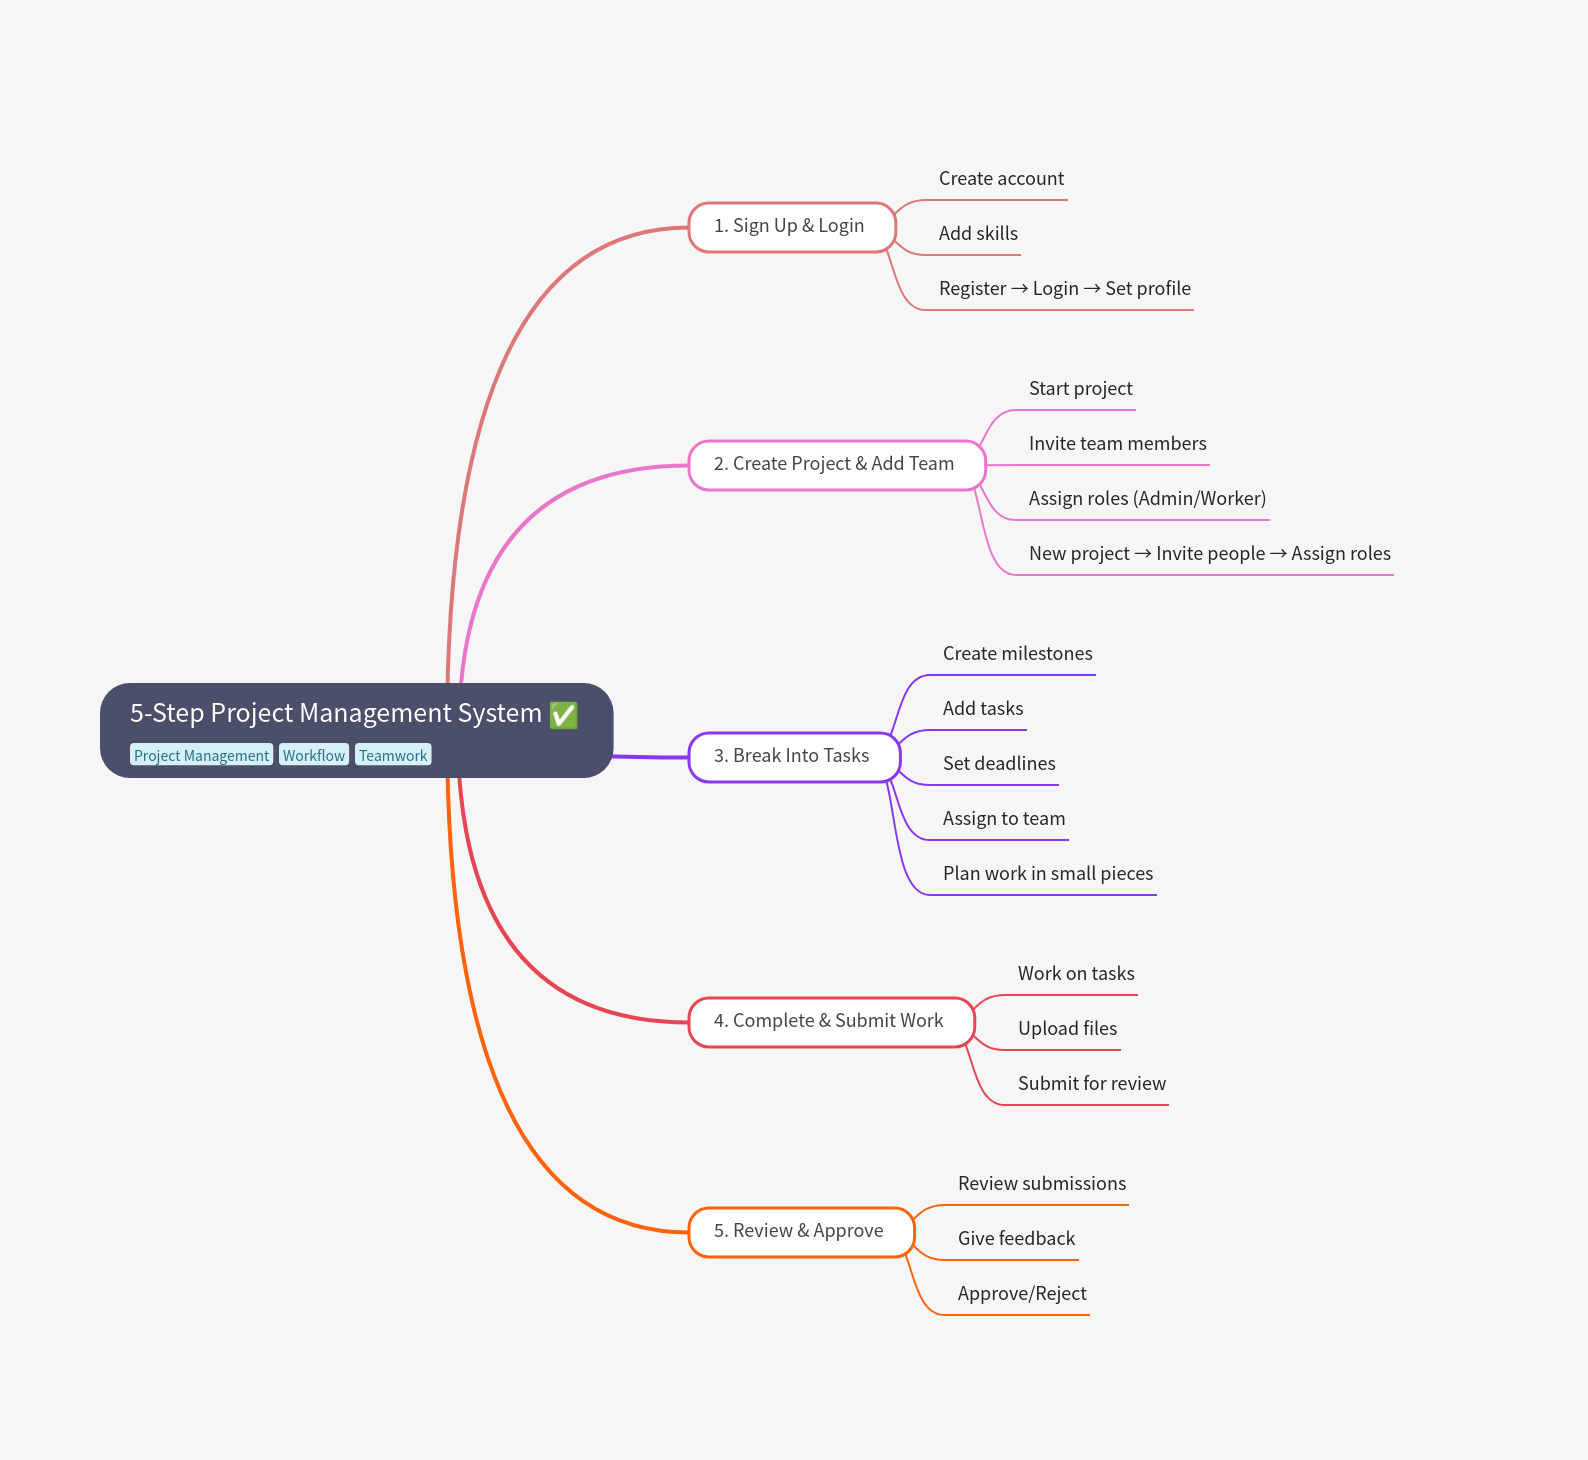 5-Step Project Management System ✅
Project Management Workflow Teamwork
1. Sign Up & Login
Create account
Add skills
Register → Login → Set profile
2. Create Project & Add Team
Start project
Invite team members
Assign roles (Admin/Worker)
New project → Invite people → Assign roles
3. Break Into Tasks
Create milestones
Add tasks
Set deadlines
Assign to team
Plan work in small pieces
4. Complete & Submit Work
Work on tasks
Upload files
Submit for review
5. Review & Approve
Review submissions
Give feedback
Approve/Reject